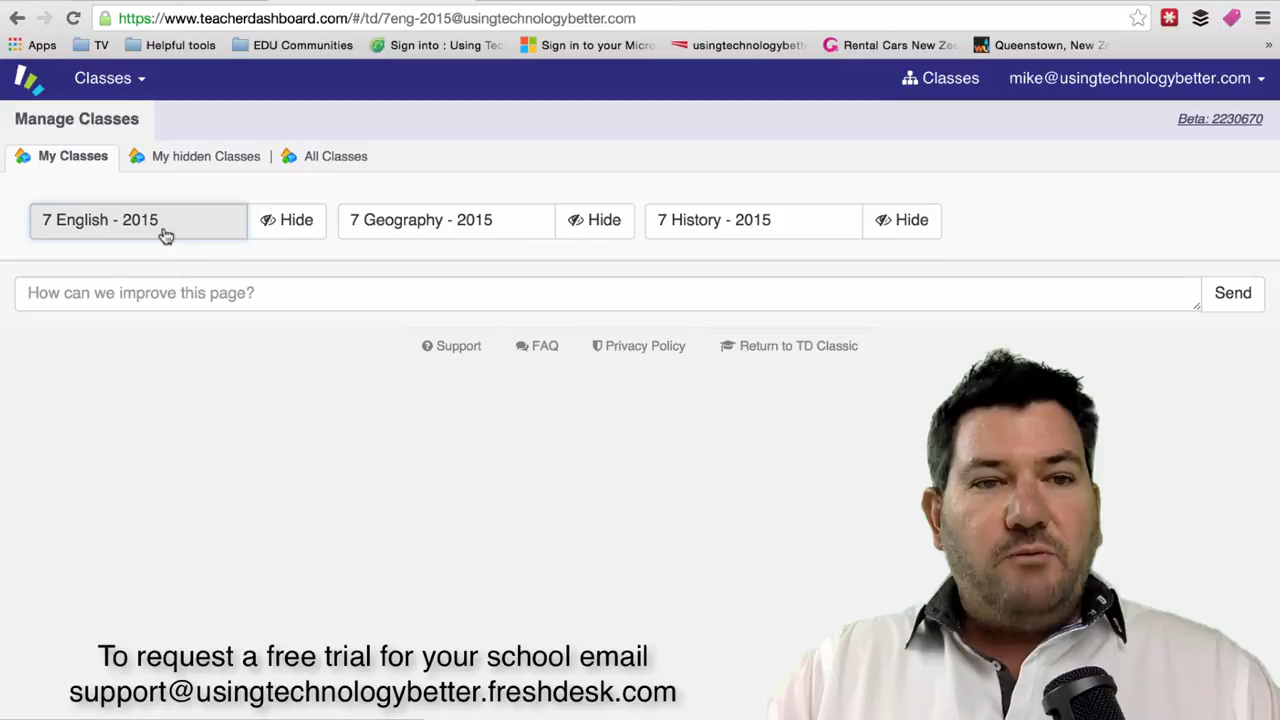 https://www.teacherdashboard.com/#/td/7eng-2015@usingtechnologybetter.com
Apps TV Helpful tools EDU Communities Sign into : Using Te Sign in to your Micro usingtechnologybett Rental Cars New Ze Queenstown, New Z »
Classes Classes mike@usingtechnologybetter.com
Manage Classes Beta: 2230670
My Classes My hidden Classes | All Classes
7 English - 2015 Hide 7 Geography - 2015 Hide 7 History - 2015 Hide
How can we improve this page? Send
Support FAQ Privacy Policy Return to TD Classic
To request a free trial for your school email
support@usingtechnologybetter.freshdesk.com